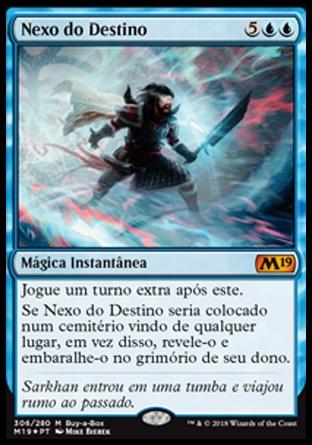 Nexo do Destino 5
Mágica Instantânea M19
Jogue um turno extra após este.
Se Nexo do Destino seria colocado
num cemitério vindo de qualquer
lugar, em vez disso, revele-o e
embaralhe-o no grimório de seu dono.
Sarkhan entrou em uma tumba e viajou
rumo ao passado.
306/280 M Buy-a-Box
M19 ★ PT Mike Bierek ™ & © 2018 Wizards of the Coast